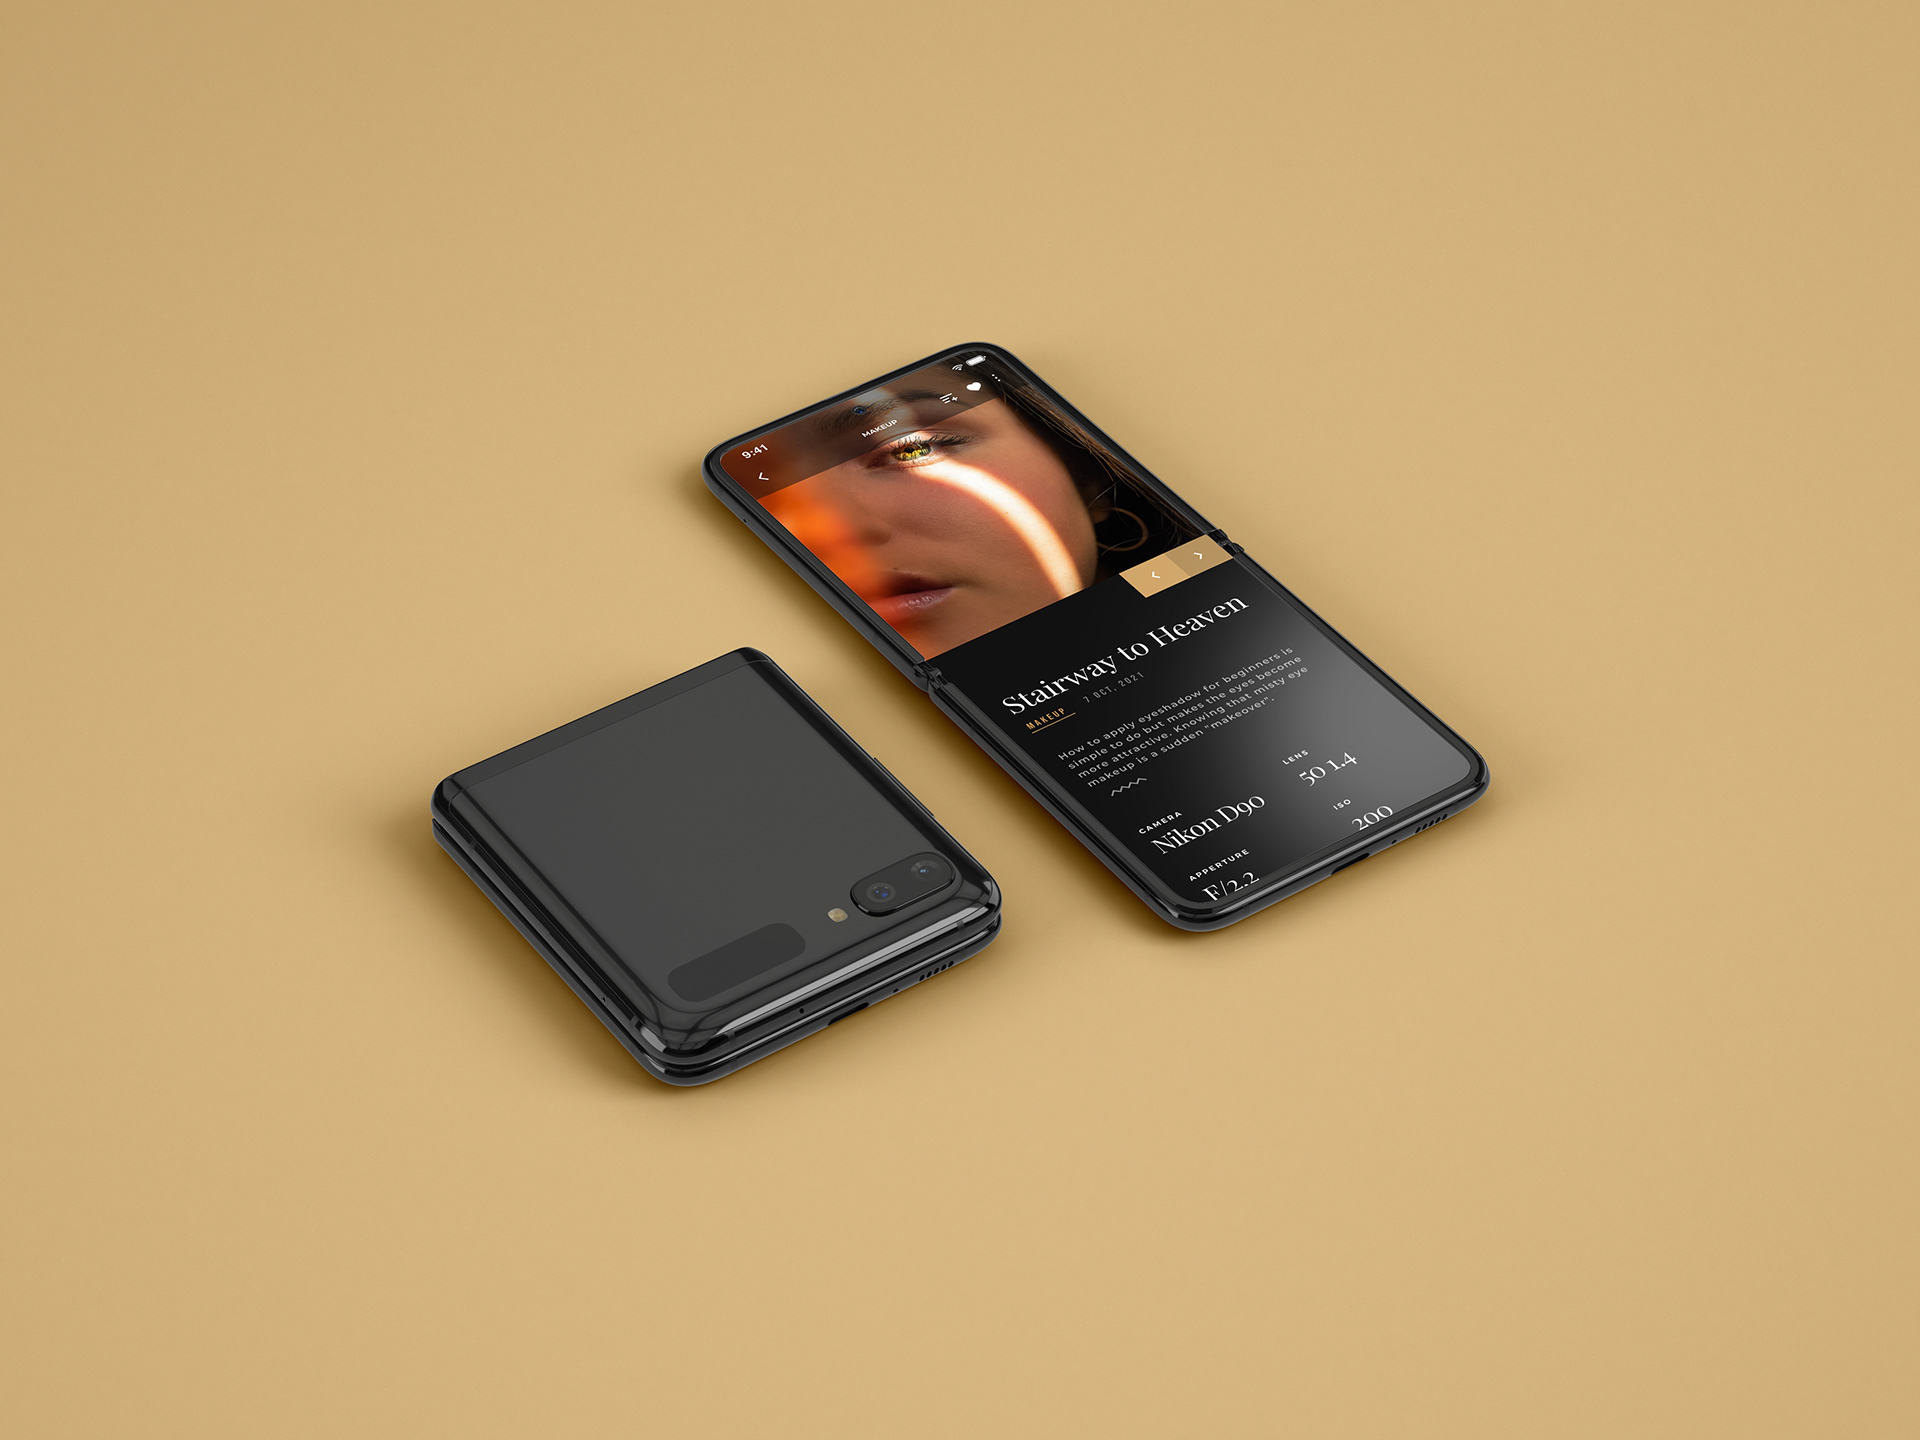 9:41
MAKEUP
Stairway to Heaven
MAKEUP 7 OCT, 2021
How to apply eyeshadow for beginners is
simple to do but makes the eyes become
more attractive. Knowing that misty eye
makeup is a sudden "makeover".
CAMERA
Nikon D90
LENS
50 1.4
APPERTURE
F/2.2
ISO
200